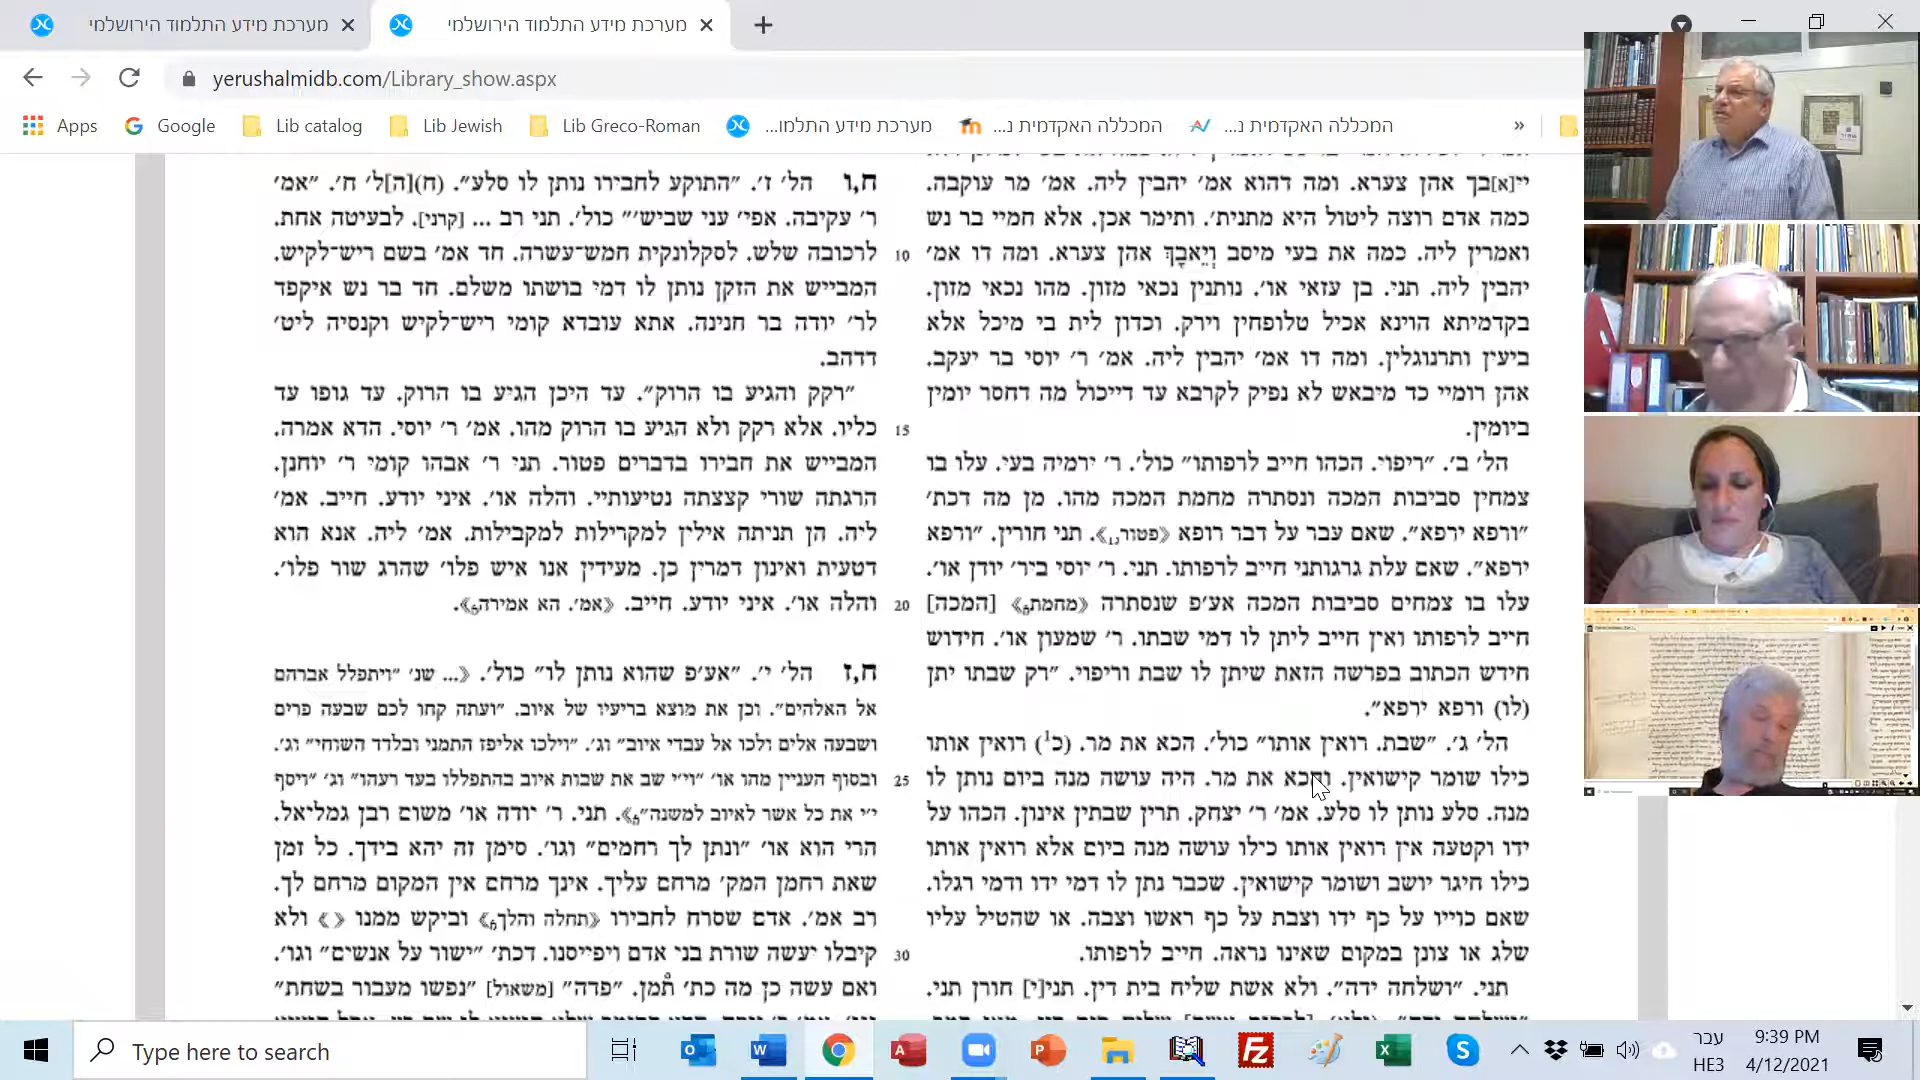 מערכת מידע התלמוד הירושלמי
מערכת מידע התלמוד הירושלמי
yerushalmidb.com/Library_show.aspx
Apps
Google
Lib catalog
Lib Jewish
Lib Greco-Roman
מערכת מידע התלמו...
המכללה האקדמית נ...
המכללה האקדמית נ...
יי[א]בך אהן צערא. ומה דהוא אמ׳ יהבין ליה. אמ׳ מר עוקבה.
כמה אדם רוצה ליטול היא מתנית׳. ותימר אכן. אלא חמיי בר נש
ואמרין ליה. כמה את בעי מיסב וְיֵאבָךְ אהן צערא. ומה דו אמ׳
יהבין ליה. תני. בן עזאי או׳. נותנין נכאי מזון. מהו נכאי מזון.
בקדמיתא הוינא אכיל טלופחין וירק. וכדון לית בי מיכל אלא
ביעין ותרנוגלין. ומה דו אמ׳ יהבין ליה. אמ׳ ר׳ יוסי בר יעקב.
אהן רומיי כד מיבאש לא נפיק לקרבא עד דייכול מה דחסר יומין
ביומין.
הל׳ ב׳. ״ריפוי. הכהו חייב לרפותו״ כול׳. ר׳ ירמיה בעי. עלו בו
צמחין סביבות המכה ונסתרה מחמת המכה מהו. מן מה דכת׳
״ורפא ירפא״. שאם עבר על דבר רופא ⟪פטור⟫. תני חורין. ״ורפא
ירפא״. שאם עלת גרגותני חייב לרפותו. תני. ר׳ יוסי ביר׳ יודן או׳.
עלו בו צמחים סביבות המכה אע״פ שנסתרה ⟪מחמת⟫ [המכה]
חייב לרפותו ואין חייב ליתן לו דמי שבתו. ר׳ שמעון או׳. חידוש
חידש הכתוב בפרשה הזאת שיתן לו שבת וריפוי. ״רק שבתו יתן
(לו) ורפא ירפא״.
הל׳ ג׳. ״שבת. רואין אותו״ כול׳. הכא את מר. (כ¹) רואין אותו
כילו שומר קישואין. והכא את מר. היה עושה מנה ביום נותן לו
מנה. סלע נותן לו סלע. אמ׳ ר׳ יצחק. תרין שבתין אינון. הכהו על
ידו וקטעה אין רואין אותו כילו עושה מנה ביום אלא רואין אותו
כילו חיגר יושב ושומר קישואין. שכבר נתן לו דמי ידו ודמי רגלו.
שאם כוייו על כף ידו וצבת על כף ראשו וצבה. או שהטיל עליו
שלג או צונן במקום שאינו נראה. חייב לרפותו.
תני. ״ושלחה ידה״. ולא אשת שליח בית דין. תני[י] חורן תני.
10
15
20
25
30
ח,ו הל׳ ז׳. ״התוקע לחבירו נותן לו סלע״. (ח)[ה]ל׳ ח׳. ״אמ׳
ר׳ עקיבה. אפי׳ עני שביש׳״ כול׳. תני רב ... [קרני]. לבעיטה אחת.
לרכובה שלש. לסקלונקית חמש־עשרה. חד אמ׳ בשם ריש־לקיש.
המבייש את הזקן נותן לו דמי בושתו משלם. חד בר נש איקפד
לר׳ יודה בר חנינה. אתא עובדא קומי ריש־לקיש וקנסיה ליט׳
דדהב.
״רקק והגיע בו הרוק״. עד היכן הגיע בו הרוק. עד גופו עד
כליו. אלא רקק ולא הגיע בו הרוק מהו. אמ׳ ר׳ יוסי. הדא אמרה.
המבייש את חבירו בדברים פטור. תני ר׳ אבהו קומי ר׳ יוחנן.
הרגתה שורי קצצתה נטיעותיי. והלה או׳. איני יודע. חייב. אמ׳
ליה. הן תניתה אילין למקרילות למקבילות. אמ׳ ליה. אנא הוא
דטעית ואינון דמרין כן. מעידין אנו איש פלו׳ שהרג שור פלו׳.
והלה או׳. איני יודע. חייב. ⟪אמ׳. הא אמירה⟫.
ח,ז הל׳ י׳. ״אע״פ שהוא נותן לו״ כול׳. ⟪... שנ׳ ״ויתפלל אברהם
אל האלהים״. וכן את מוצא בריעיו של איוב. ״ועתה קחו לכם שבעה פרים
ושבעה אלים ולכו אל עבדי איוב״ וג׳. ״וילכו אליפז התמני ובלדד השוחי״ וג׳.
ובסוף העניין מהו או׳ ״ויי׳ שב את שבות איוב בהתפללו בעד רעהו״ וג׳ ״ויסף
י׳י׳ את כל אשר לאיוב למשנה״⟫. תני. ר׳ יודה או׳ משום רבן גמליאל.
הרי הוא או׳ ״ונתן לך רחמים״ וגו׳. סימן זה יהא בידך. כל זמן
שאת רחמן המק׳ מרחם עליך. אינך מרחם אין המקום מרחם לך.
רב אמ׳. אדם שסרח לחבירו ⟪תחלה והלך⟫ וביקש ממנו ⟨ ⟩ ולא
קיבלו יעשה שורת בני אדם ויפייסנו. דכת׳ ״ישור על אנשים״ וגו׳.
ואם עשה כן מה כת׳ תמן. ״פדה״ [משאול] ״נפשו מעבור בשחת״
Type here to search
עבר
HE3
9:39 PM
4/12/2021